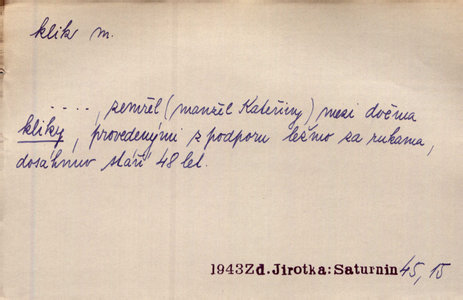 klik m.
....., zemřel (manžel Kateřiny) mezi dvěma
kliky, provedenými z podporu ležmo za rukama,
dosáhnuv stáří 48 let.
1943 Zd. Jirotka: Saturnin 45, 15